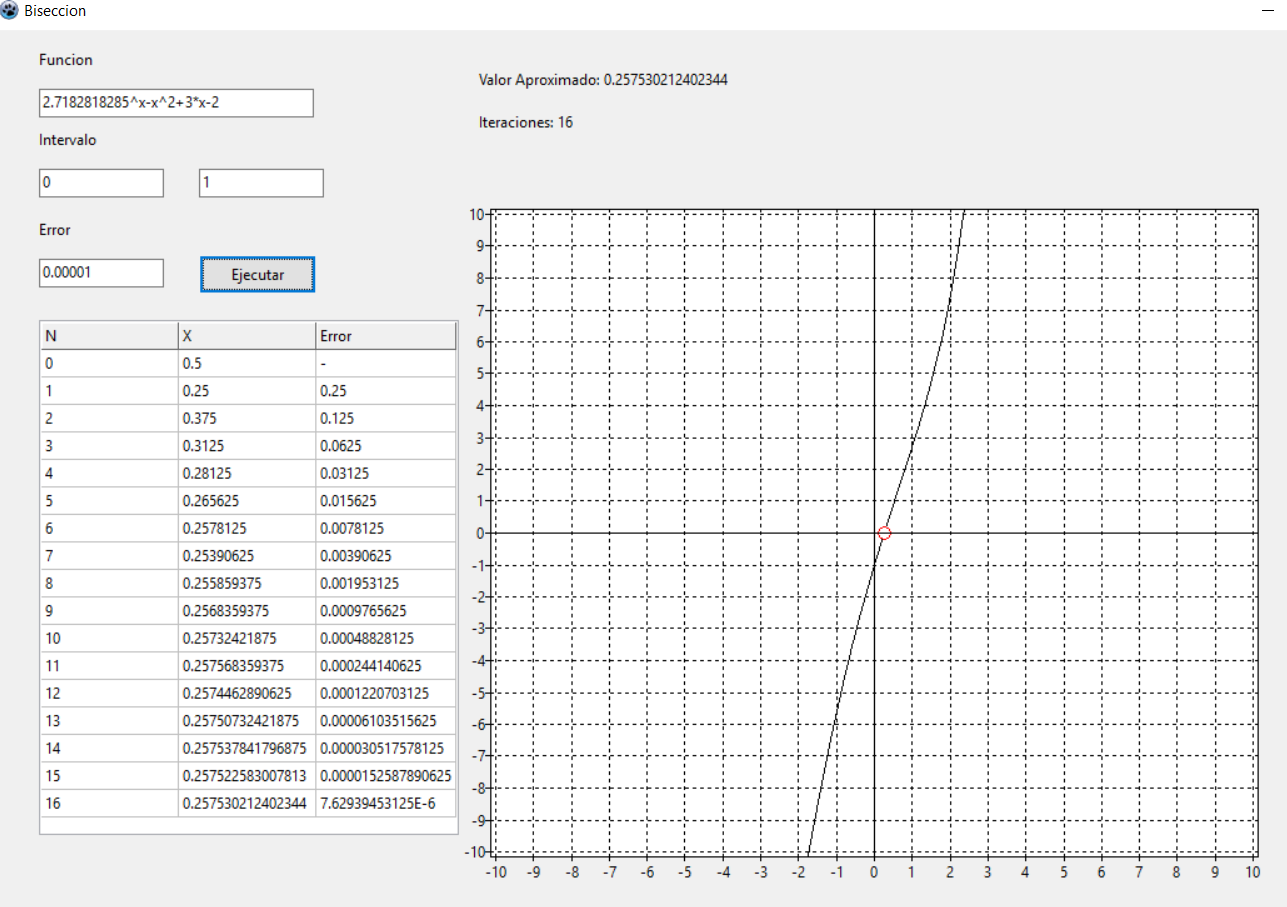 Biseccion
Funcion
2.7182818285^x-x^2+3*x-2
Intervalo
0 1
Error
0.00001 Ejecutar
N X Error
0 0.5 -
1 0.25 0.25
2 0.375 0.125
3 0.3125 0.0625
4 0.28125 0.03125
5 0.265625 0.015625
6 0.2578125 0.0078125
7 0.25390625 0.00390625
8 0.255859375 0.001953125
9 0.2568359375 0.0009765625
10 0.25732421875 0.00048828125
11 0.257568359375 0.000244140625
12 0.2574462890625 0.0001220703125
13 0.25750732421875 0.00006103515625
14 0.257537841796875 0.000030517578125
15 0.257522583007813 0.0000152587890625
16 0.257530212402344 7.62939453125E-6
Valor Aproximado: 0.257530212402344
Iteraciones: 16
10
9
8
7
6
5
4
3
2
1
0
-1
-2
-3
-4
-5
-6
-7
-8
-9
-10
-10 -9 -8 -7 -6 -5 -4 -3 -2 -1 0 1 2 3 4 5 6 7 8 9 10